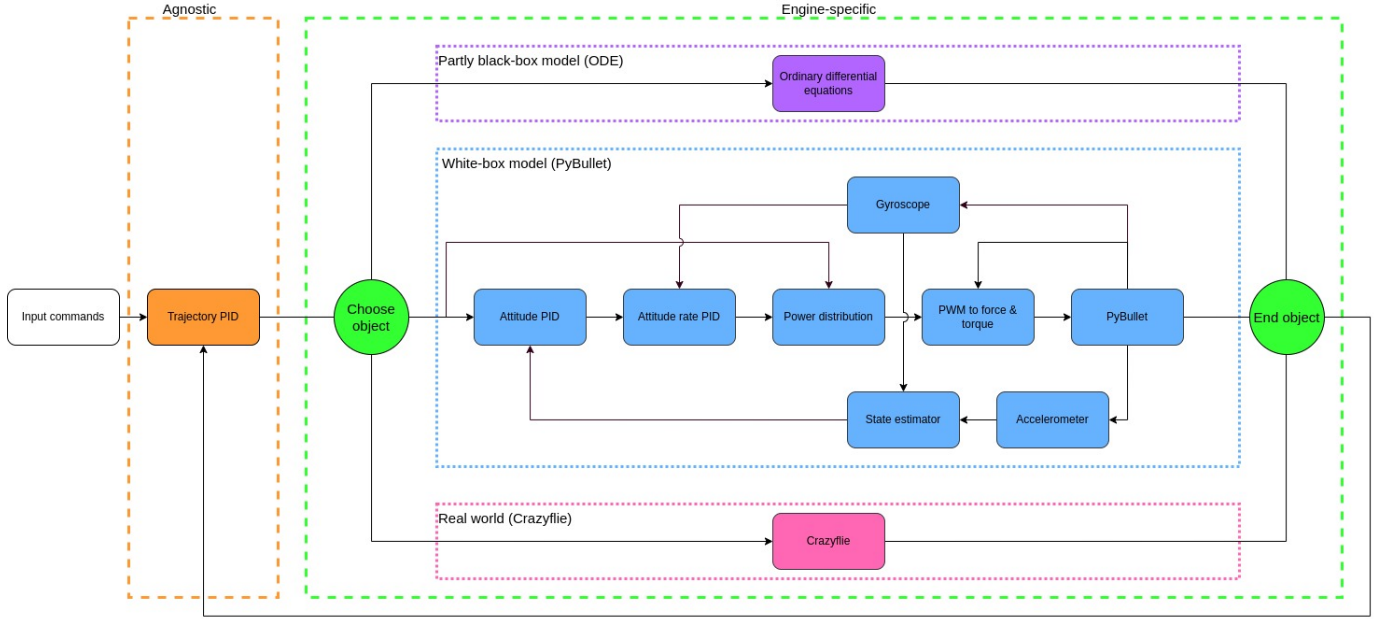 Agnostic
Engine-specific
Partly black-box model (ODE)
Ordinary differential
equations
White-box model (PyBullet)
Gyroscope
Input commands
Trajectory PID
Choose
object
Attitude PID
Attitude rate PID
Power distribution
PWM to force &
torque
PyBullet
End object
State estimator
Accelerometer
Real world (Crazyflie)
Crazyflie